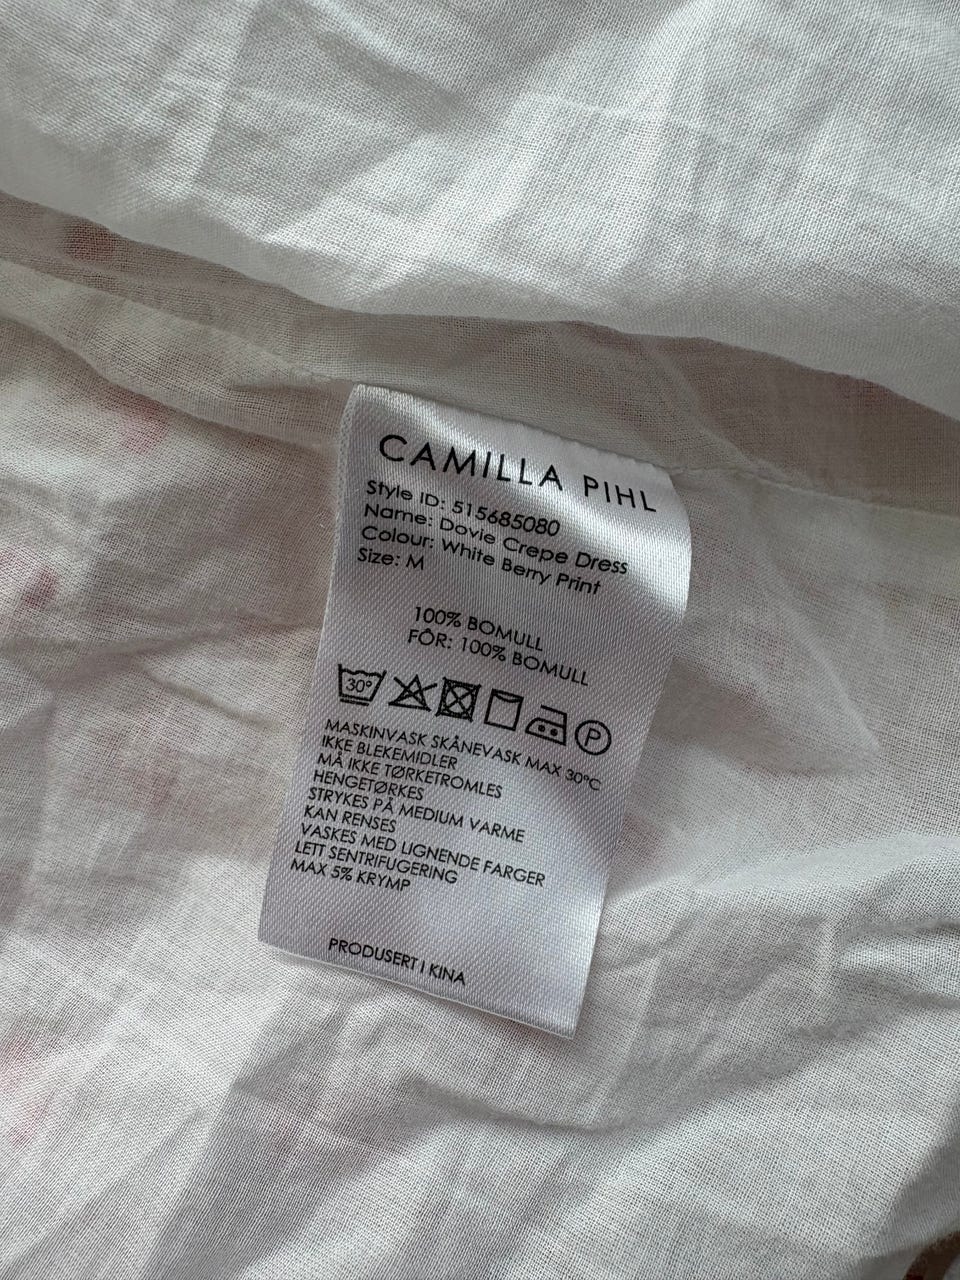 CAMILLA PIHL
Style ID: 515685080
Name: Dovie Crepe Dress
Colour: White Berry Print
Size: M
100% BOMULL
FÔR: 100% BOMULL
30°
P
MASKINVASK SKÅNEVASK MAX 30°C
IKKE BLEKEMIDLER
MÅ IKKE TØRKETROMLES
HENGETØRKES
STRYKES PÅ MEDIUM VARME
KAN RENSES
VASKES MED LIGNENDE FARGER
LETT SENTRIFUGERING
MAX 5% KRYMP
PRODUSERT I KINA